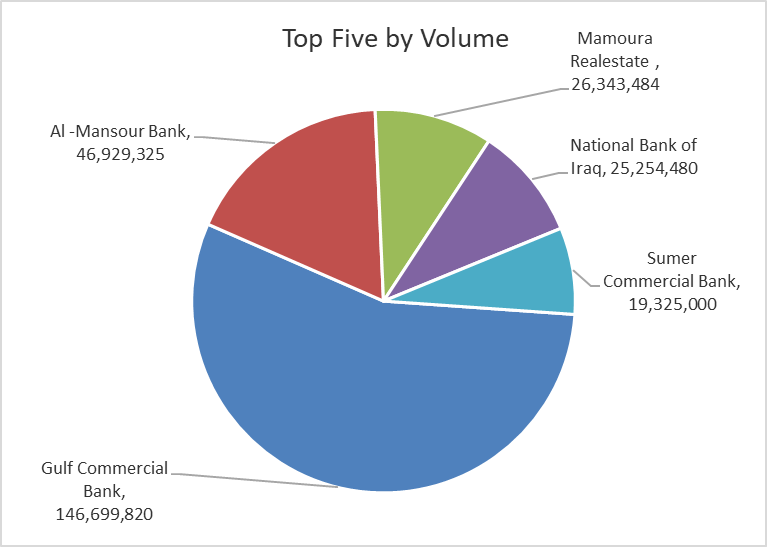 Top Five by Volume
Mamoura
Realestate ,
26,343,484
Al -Mansour Bank,
46,929,325
National Bank of
Iraq, 25,254,480
Sumer
Commercial Bank,
19,325,000
Gulf Commercial
Bank,
146,699,820